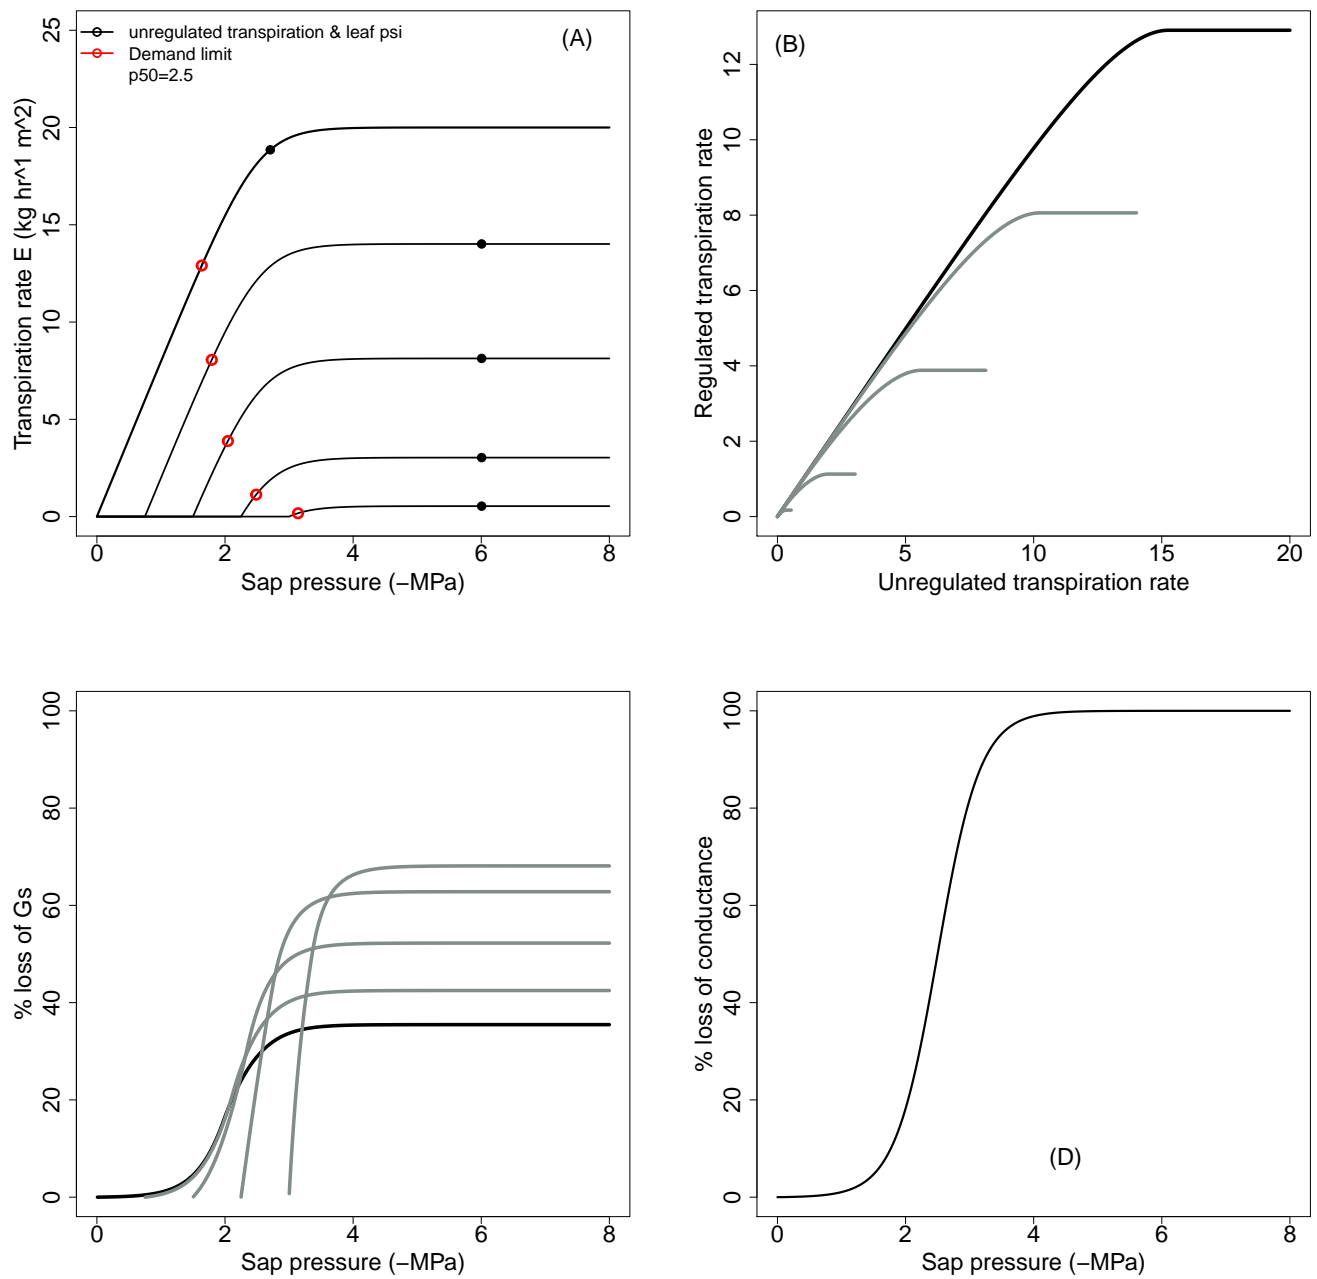 unregulated transpiration & leaf psi
Demand limit
p50=2.5
(A)
Transpiration rate E (kg hr^1 m^2)
0 5 10 15 20 25
0 2 4 6 8
Sap pressure (−MPa)
(B)
Regulated transpiration rate
0 2 4 6 8 10 12
0 5 10 15 20
Unregulated transpiration rate
% loss of Gs
0 20 40 60 80 100
0 2 4 6 8
Sap pressure (−MPa)
% loss of conductance
0 20 40 60 80 100
(D)
0 2 4 6 8
Sap pressure (−MPa)